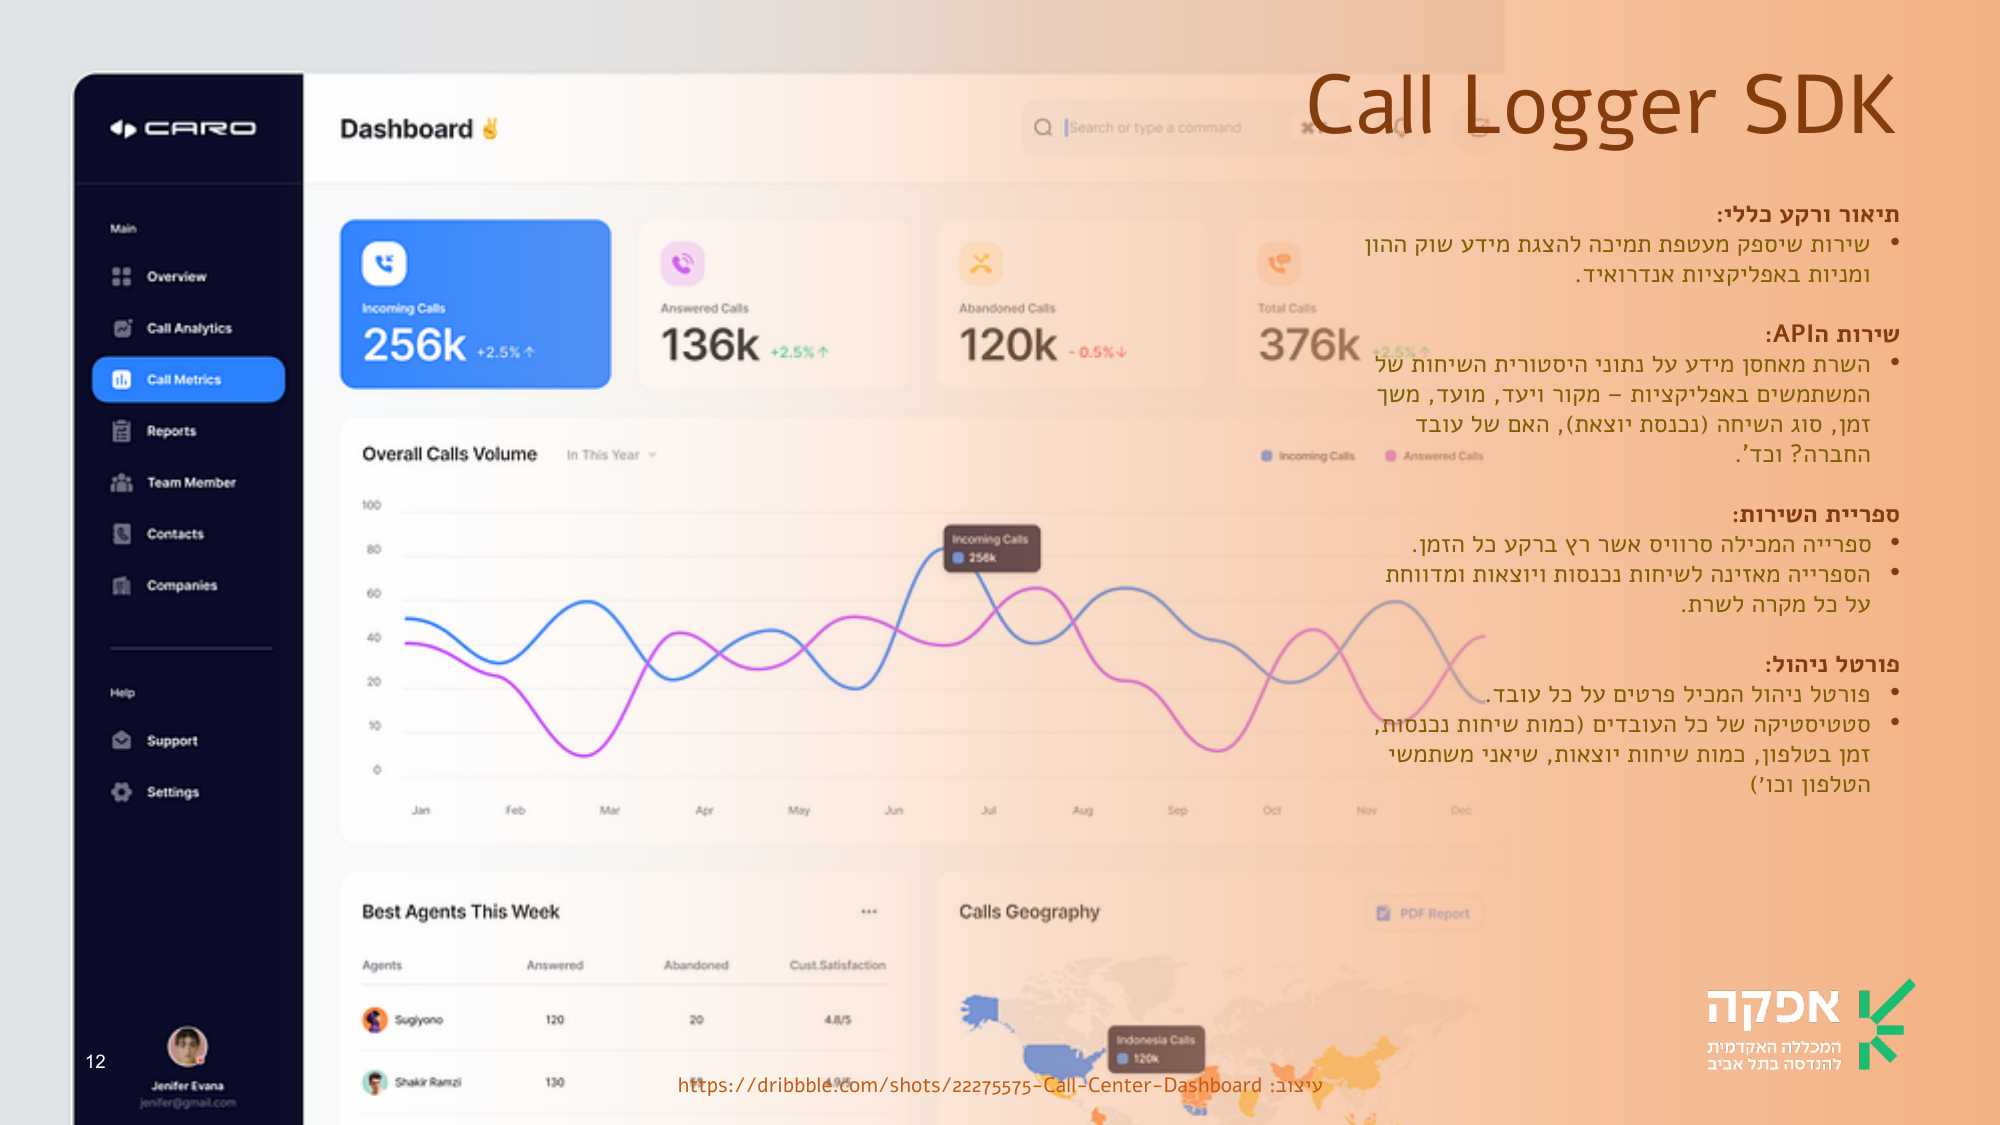 Call Logger SDK
תיאור ורקע כללי:
• שירות שיספק מעטפת תמיכה להצגת מידע שוק ההון
ומניות באפליקציות אנדרואיד.
שירות הAPI:
• השרת מאחסן מידע על נתוני היסטורית השיחות של
המשתמשים באפליקציות – מקור ויעד, מועד, משך
זמן, סוג השיחה (נכנסת יוצאת), האם של עובד
החברה? וכד'.
ספריית השירות:
• ספרייה המכילה סרוויס אשר רץ ברקע כל הזמן.
• הספרייה מאזינה לשיחות נכנסות ויוצאות ומדווחת
על כל מקרה לשרת.
פורטל ניהול:
• פורטל ניהול המכיל פרטים על כל עובד.
• סטטיסטיקה של כל העובדים (כמות שיחות נכנסות,
זמן בטלפון, כמות שיחות יוצאות, שיאני משתמשי
הטלפון וכו')
CARO
Main
Overview
Call Analytics
Call Metrics
Reports
Team Member
Contacts
Companies
Help
Support
Settings
Jenifer Evana
jenifer@gmail.com
12
Dashboard ✌
Search or type a command
Incoming Calls
256k +2.5% ↑
Answered Calls
136k +2.5% ↑
Abandoned Calls
120k - 0.5% ↓
Total Calls
376k +2.5% ↑
Overall Calls Volume In This Year
Incoming Calls Answered Calls
100
80
60
40
20
10
0
Incoming Calls
256k
Jan Feb Mar Apr May Jun Jul Aug Sep Oct Nov Dec
Best Agents This Week ...
Agents Answered Abandoned Cust.Satisfaction
Sugiyono 120 20 4.8/5
Shakir Ramzi 130 4.9/5
Calls Geography
PDF Report
Indonesia Calls
120k
עיצוב: https://dribbble.com/shots/22275575-Call-Center-Dashboard
אפקה
המכללה האקדמית
להנדסה בתל אביב